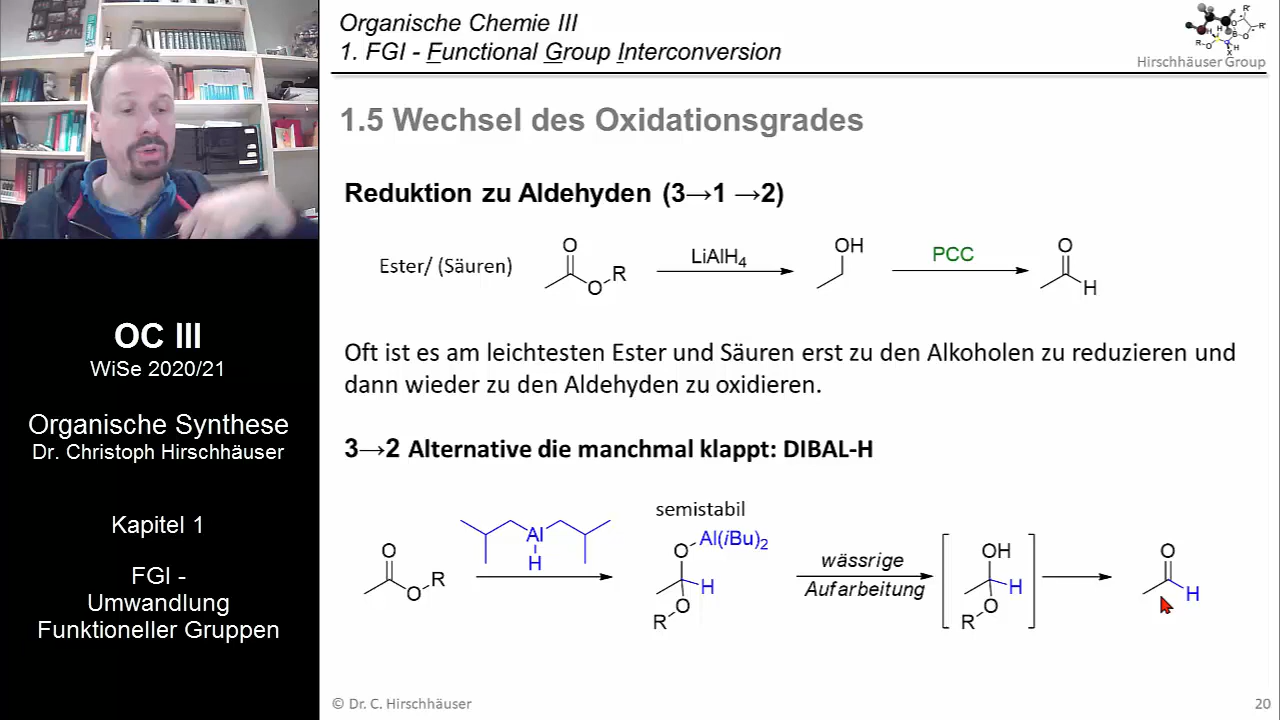 Organische Chemie III
1. FGI - Functional Group Interconversion
Hirschhäuser Group
1.5 Wechsel des Oxidationsgrades
Reduktion zu Aldehyden (3→1 →2)
Ester/ (Säuren)
O
O
R
LiAlH4
OH
PCC
O
H
Oft ist es am leichtesten Ester und Säuren erst zu den Alkoholen zu reduzieren und
dann wieder zu den Aldehyden zu oxidieren.
3→2 Alternative die manchmal klappt: DIBAL-H
O
O
R
Al
H
semistabil
O
Al(iBu)2
H
O
R
wässrige
Aufarbeitung
OH
H
O
R
O
H
OC III
WiSe 2020/21
Organische Synthese
Dr. Christoph Hirschhäuser
Kapitel 1
FGI -
Umwandlung
Funktioneller Gruppen
© Dr. C. Hirschhäuser
20